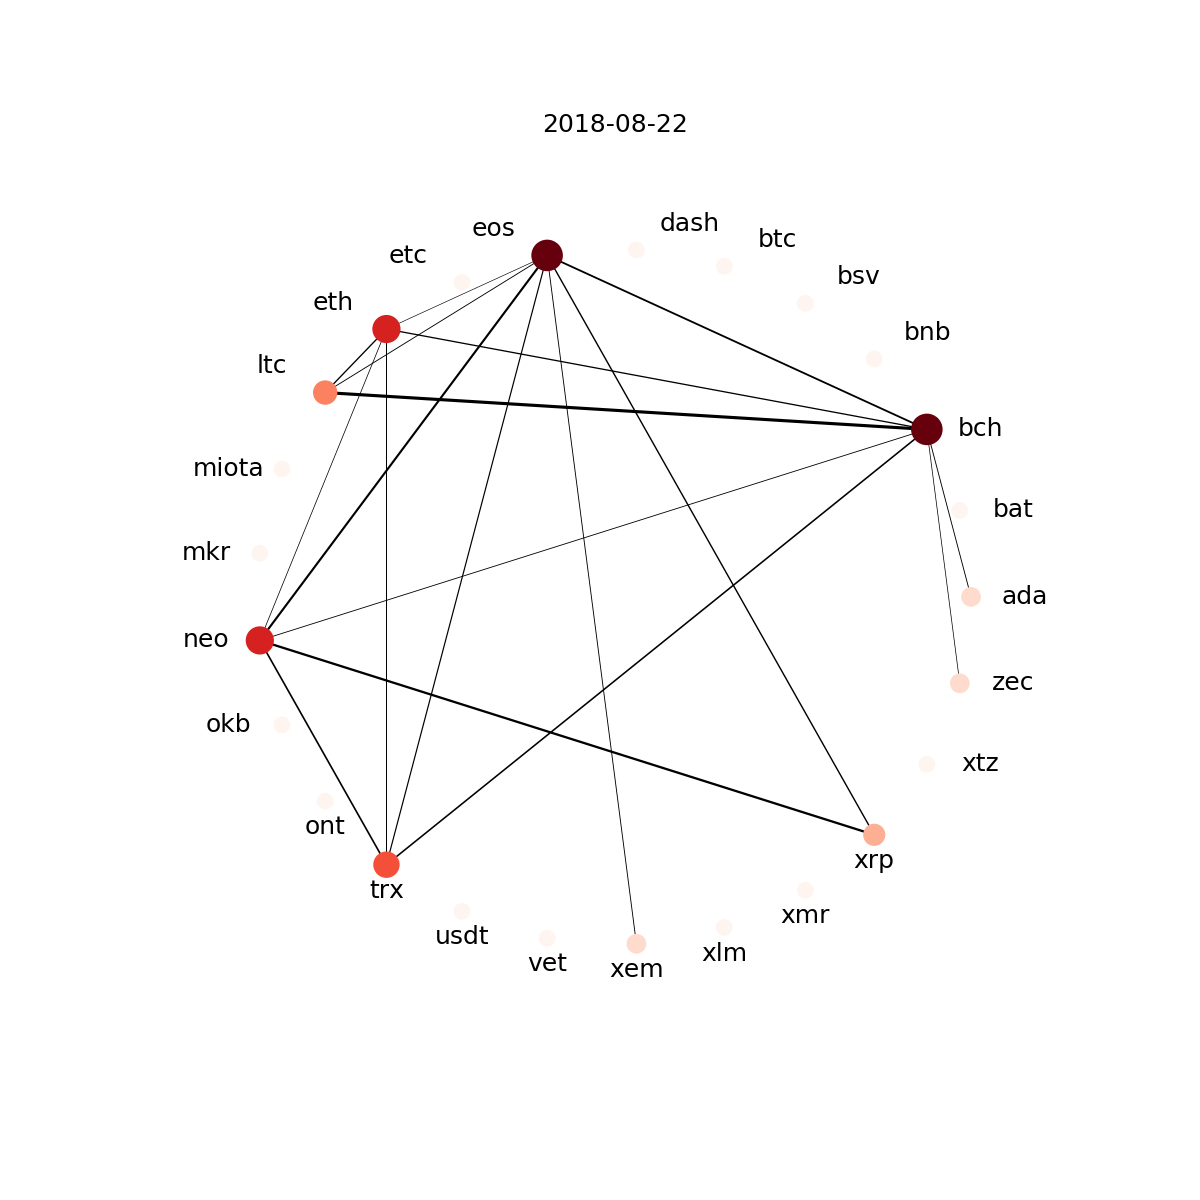 2018-08-22
dash
eos
btc
etc
bsv
eth
bnb
ltc
bch
miota
bat
mkr
ada
neo
zec
okb
xtz
ont
xrp
trx
xmr
usdt
xlm
vet
xem